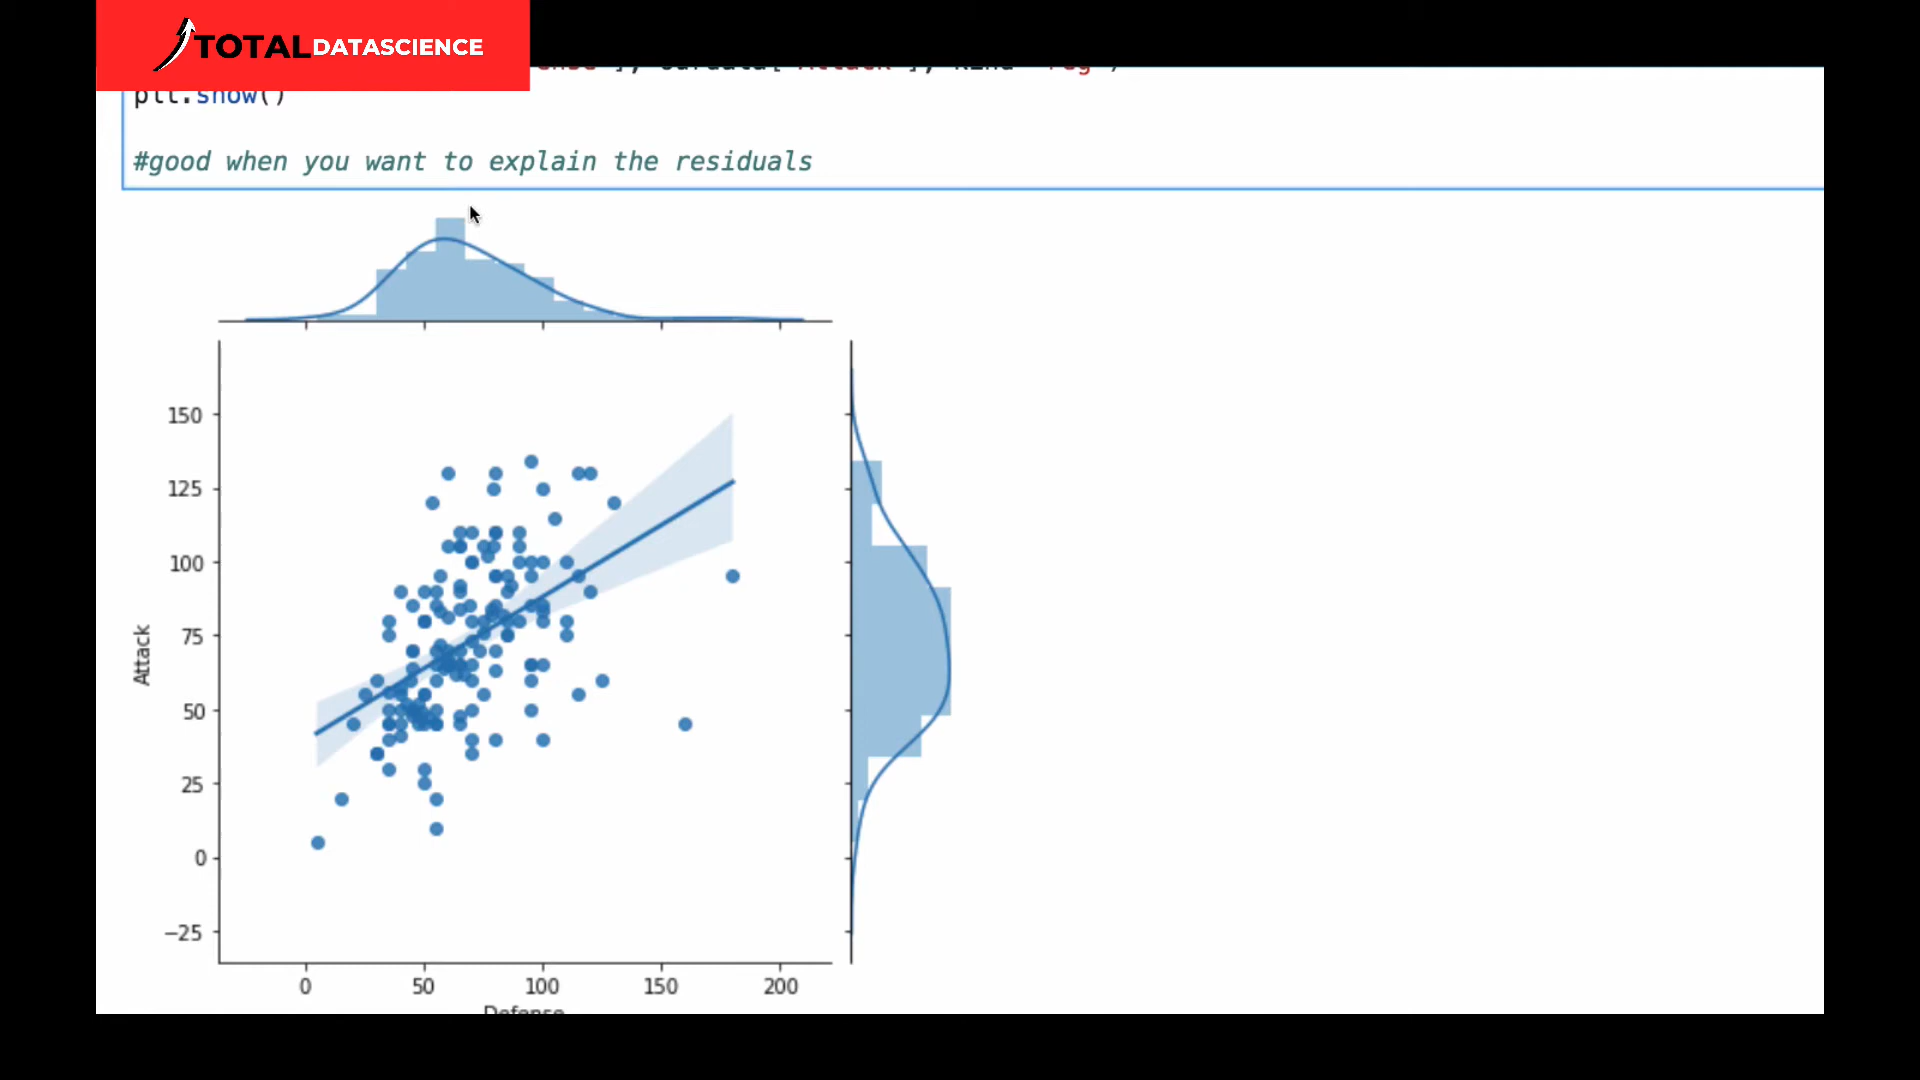 TOTAL DATASCIENCE
plt.show()
#good when you want to explain the residuals
150
125
100
75
50
25
0
−25
Attack
0 50 100 150 200
Defense